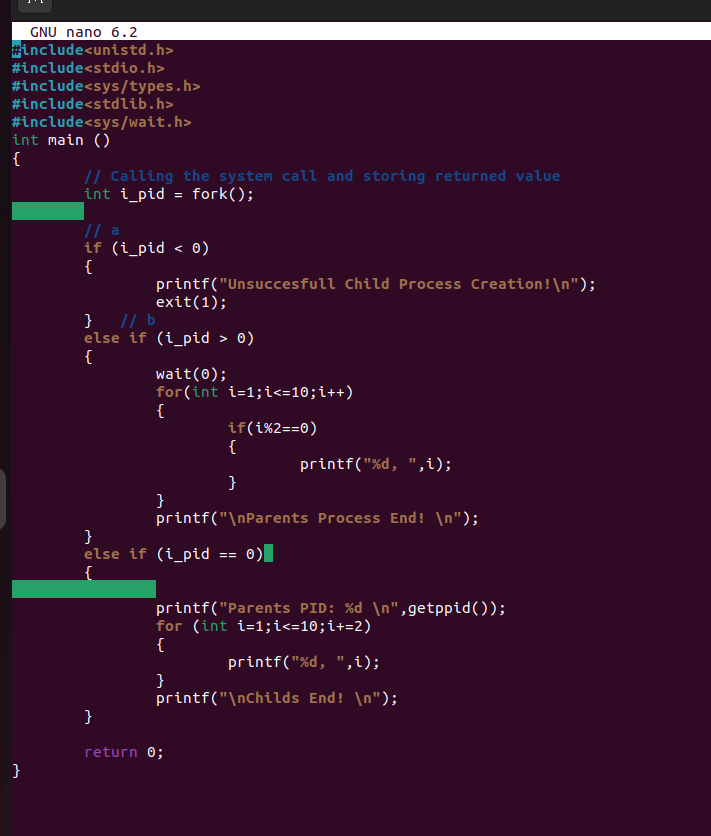 GNU nano 6.2
#include<unistd.h>
#include<stdio.h>
#include<sys/types.h>
#include<stdlib.h>
#include<sys/wait.h>
int main ()
{
        // Calling the system call and storing returned value
        int i_pid = fork();
        // a
        if (i_pid < 0)
        {
                printf("Unsuccesfull Child Process Creation!\n");
                exit(1);
        }   // b
        else if (i_pid > 0)
        {
                wait(0);
                for(int i=1;i<=10;i++)
                {
                        if(i%2==0)
                        {
                                printf("%d, ",i);
                        }
                }
                printf("\nParents Process End! \n");
        }
        else if (i_pid == 0)
        {
                printf("Parents PID: %d \n",getppid());
                for (int i=1;i<=10;i+=2)
                {
                        printf("%d, ",i);
                }
                printf("\nChilds End! \n");
        }
        return 0;
}